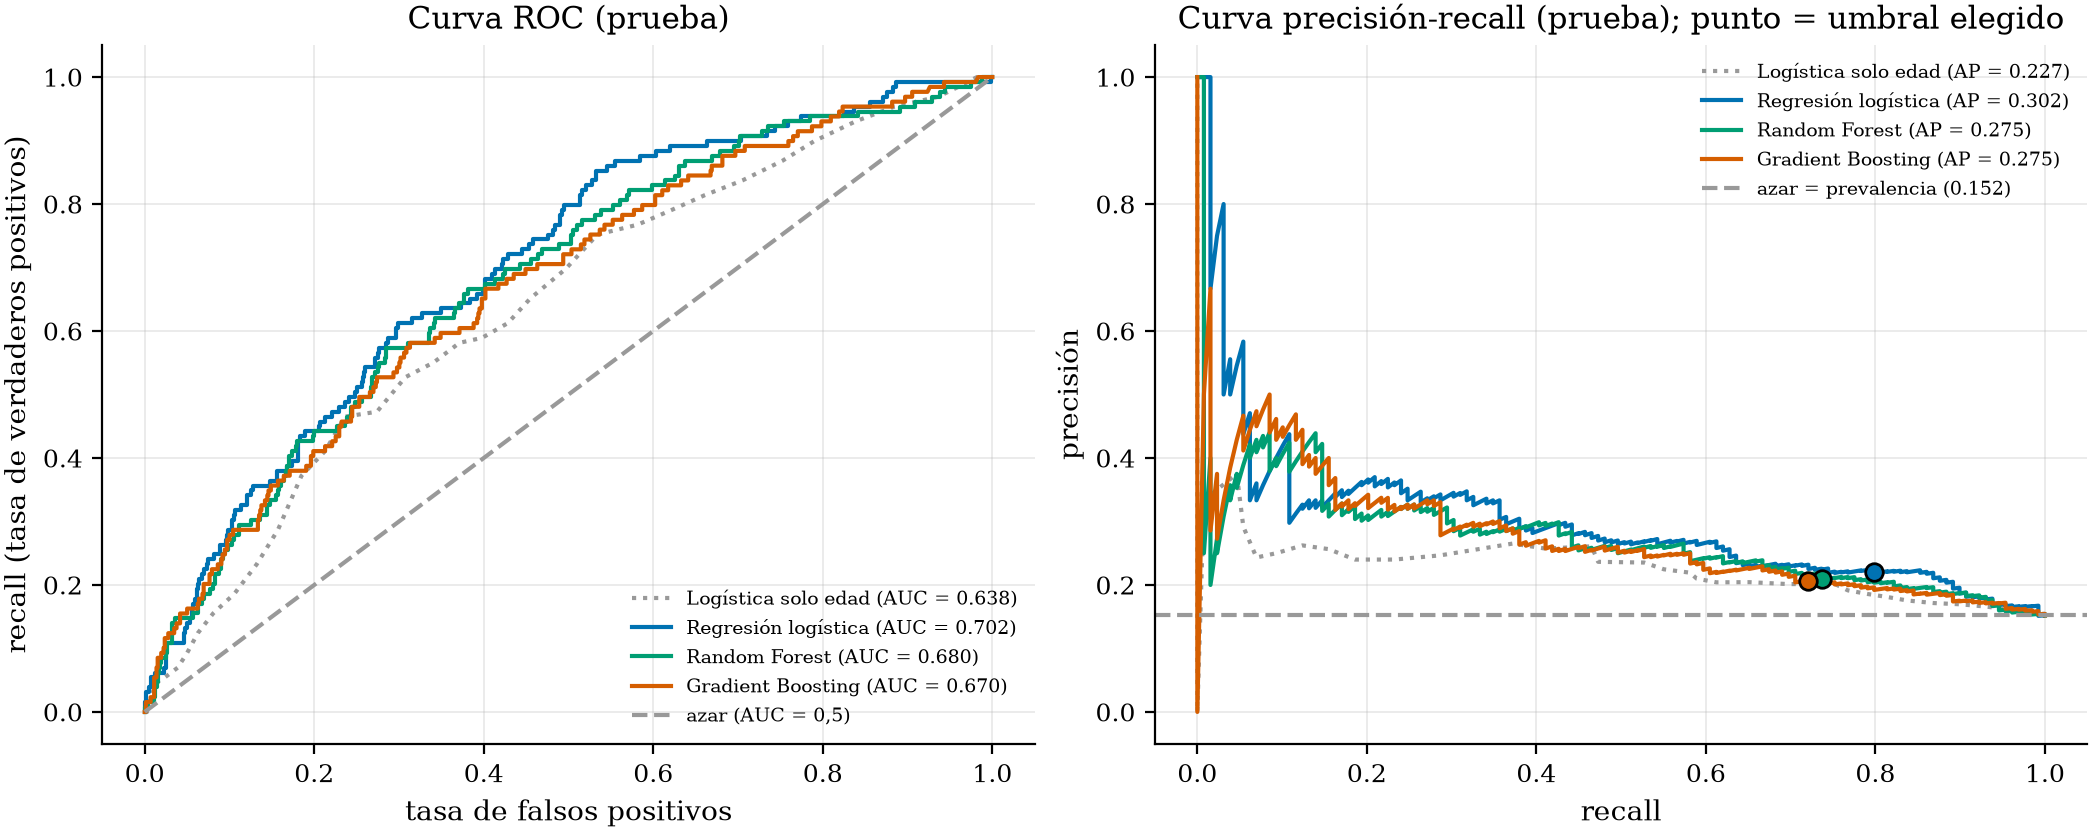 Curva ROC (prueba)
recall (tasa de verdaderos positivos)
1.0
0.8
0.6
0.4
0.2
0.0
Logística solo edad (AUC = 0.638)
Regresión logística (AUC = 0.702)
Random Forest (AUC = 0.680)
Gradient Boosting (AUC = 0.670)
azar (AUC = 0,5)
0.0 0.2 0.4 0.6 0.8 1.0
tasa de falsos positivos
Curva precisión-recall (prueba); punto = umbral elegido
precisión
1.0
0.8
0.6
0.4
0.2
0.0
Logística solo edad (AP = 0.227)
Regresión logística (AP = 0.302)
Random Forest (AP = 0.275)
Gradient Boosting (AP = 0.275)
azar = prevalencia (0.152)
0.0 0.2 0.4 0.6 0.8 1.0
recall